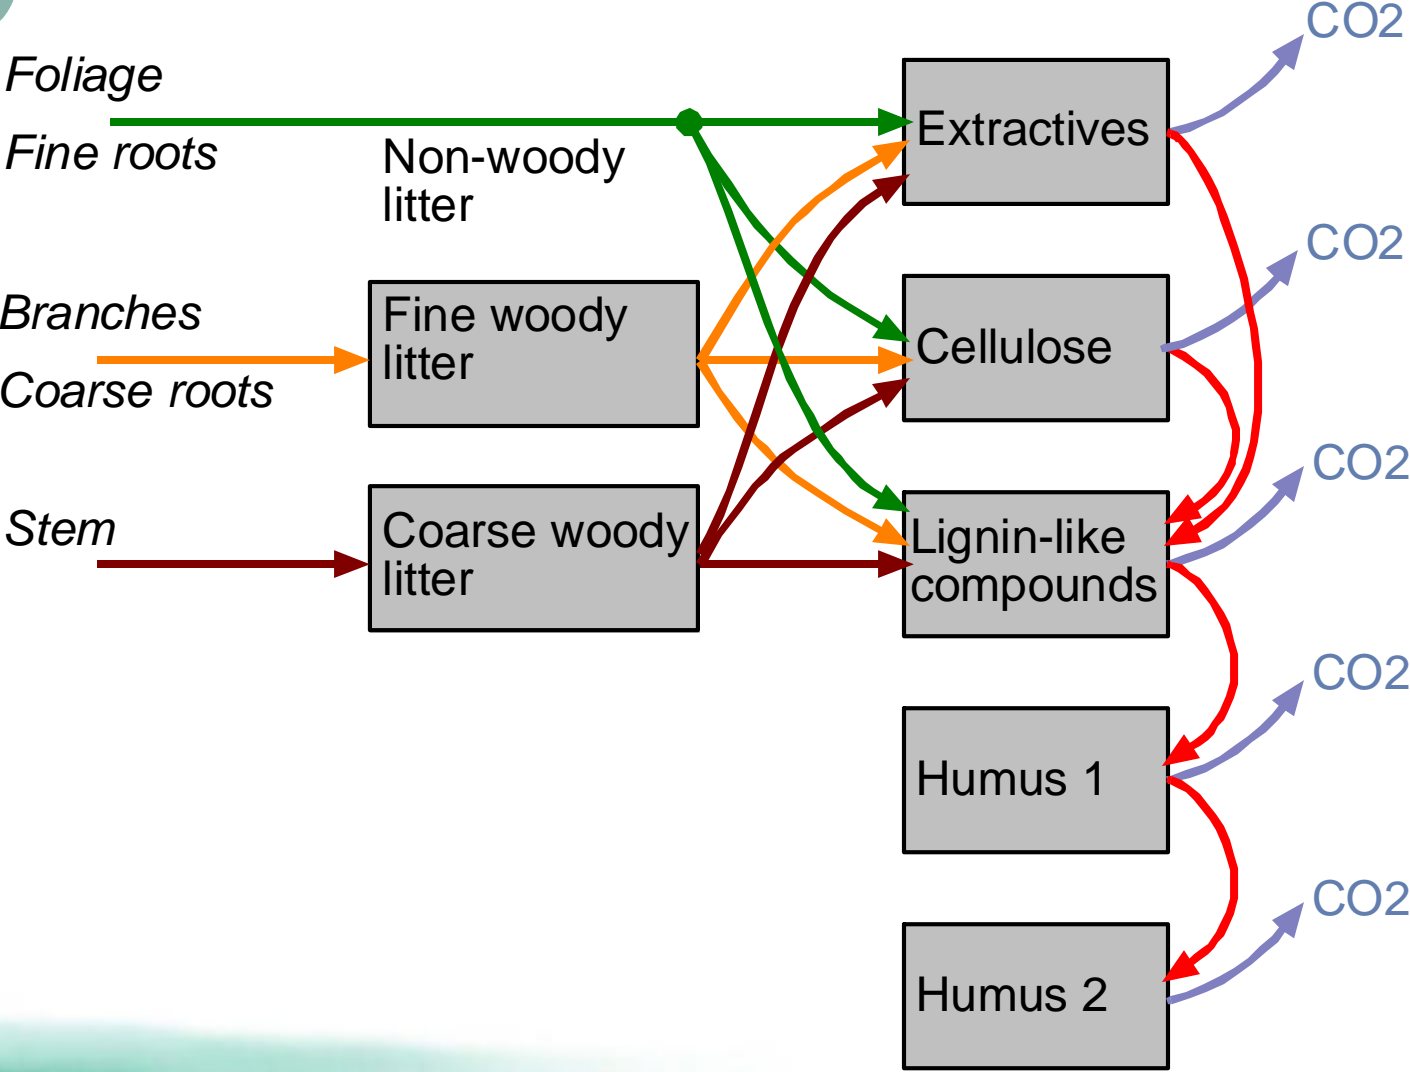 CO2
Foliage
Extractives
Fine roots
Non-woody
litter
CO2
Branches
Fine woody
litter
Cellulose
Coarse roots
CO2
Stem
Coarse woody
litter
Lignin-like
compounds
CO2
Humus 1
CO2
Humus 2